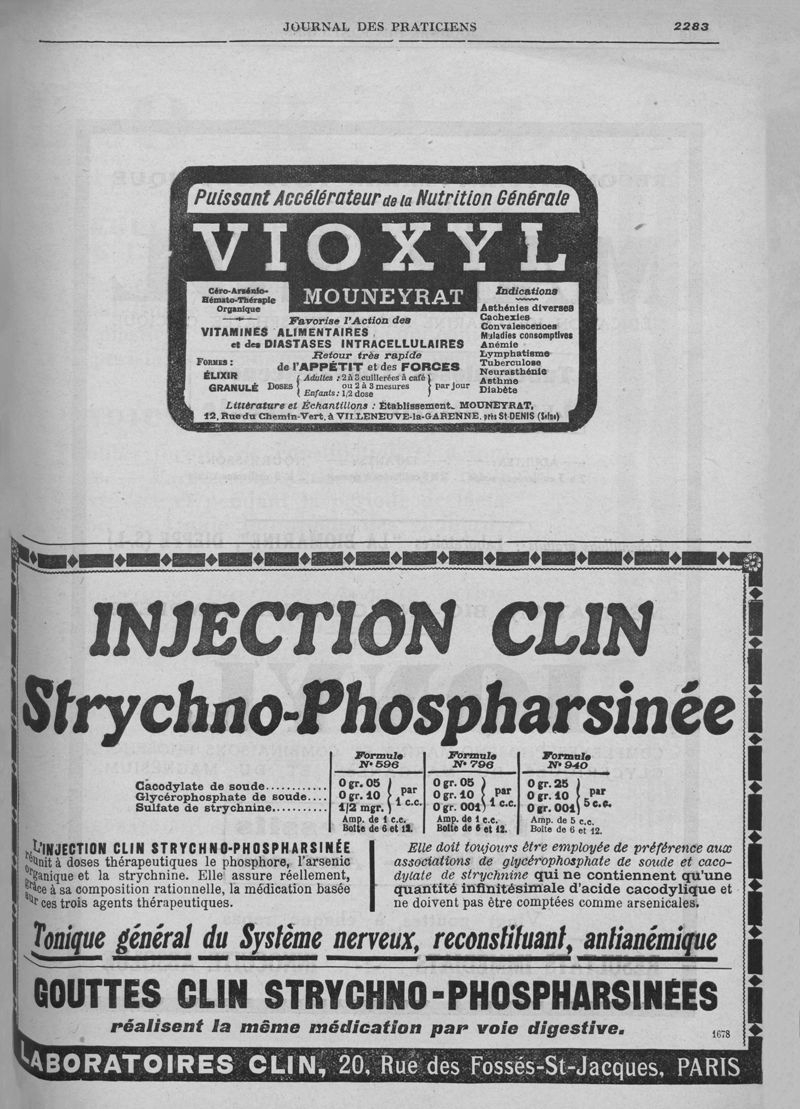 JOURNAL DES PRATICIENS 2283
Puissant Accélérateur de la Nutrition Générale
VIOXYL
MOUNEYRAT
Céro-Arsénio-
Hémato-Thérapie
Organique
Favorise l'Action des
VITAMINES ALIMENTAIRES
et des DIASTASES INTRACELLULAIRES
Retour très rapide
de l'APPÉTIT et des FORCES
FORMES :
ÉLIXIR
GRANULÉ
DOSES
Adultes : 2 à 3 cuillerées à café
ou 2 à 3 mesures
Enfants : 1/2 dose
par jour
Indications
Asthénies diverses
Cachexies
Convalescences
Maladies consomptives
Anémie
Lymphatisme
Tuberculose
Neurasthénie
Asthme
Diabète
Littérature et Échantillons : Établissement. MOUNEYRAT,
12, Rue du Chemin-Vert, à VILLENEUVE-la-GARENNE, près St-DENIS (Seine)
INJECTION CLIN
Strychno-Phospharsinée
Formule Formule Formule
N° 596 N° 796 N° 940
Cacodylate de soude........... 0 gr. 05 0 gr. 05 0 gr. 25
Glycérophosphate de soude.... 0 gr. 10 par 1 c.c. 0 gr. 10 par 1 c.c. 0 gr. 10 par 5 c.c.
Sulfate de strychnine........... 1/2 mgr. 0 gr. 001 0 gr. 001
Amp. de 1 c.c. Amp. de 1 c.c. Amp. de 5 c.c.
Boîte de 6 et 12. Boîte de 6 et 12. Boîte de 6 et 12.
L'INJECTION CLIN STRYCHNO-PHOSPHARSINÉE
réunit à doses thérapeutiques le phosphore, l'arsenic
organique et la strychnine. Elle assure réellement,
grâce à sa composition rationnelle, la médication basée
sur ces trois agents thérapeutiques.
Elle doit toujours être employée de préférence aux
associations de glycérophosphate de soude et caco-
dylate de strychnine qui ne contiennent qu'une
quantité infinitésimale d'acide cacodylique et
ne doivent pas être comptées comme arsenicales.
Tonique général du Système nerveux, reconstituant, antianémique
GOUTTES CLIN STRYCHNO-PHOSPHARSINÉES
réalisent la même médication par voie digestive.
1678
LABORATOIRES CLIN, 20, Rue des Fossés-St-Jacques, PARIS